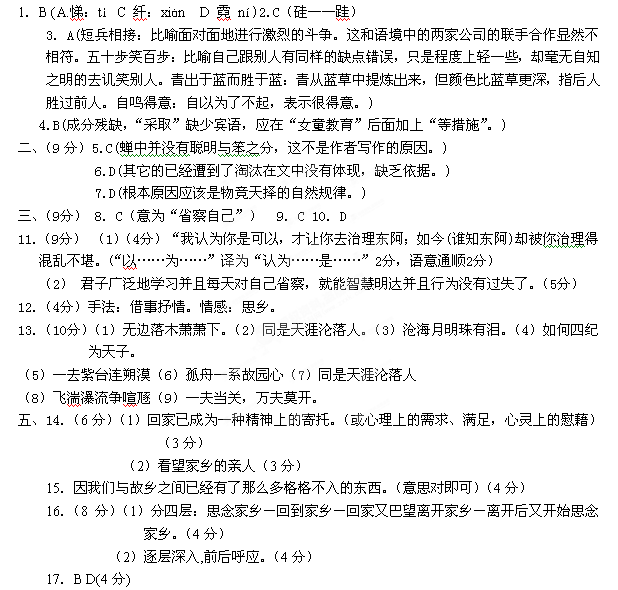 1. B(A.悌：tì C 纤：xiān D 霓 ní)2.C（硅一一跬）
3. A(短兵相接：比喻面对面地进行激烈的斗争。这和语境中的两家公司的联手合作显然不
相符。五十步笑百步：比喻自己跟别人有同样的缺点错误，只是程度上轻一些，却毫无自知
之明的去讥笑别人。青出于蓝而胜于蓝：青从蓝草中提炼出来，但颜色比蓝草更深，指后人
胜过前人。自鸣得意：自以为了不起，表示很得意。)
4.B(成分残缺，“采取”缺少宾语，应在“女童教育”后面加上“等措施”。)
二、(9分）5.C(蝉中并没有聪明与笨之分，这不是作者写作的原因。)
6.D(其它的已经遭到了淘汰在文中没有体现，缺乏依据。)
7.D(根本原因应该是物竞天择的自然规律。)
三、(9分） 8. C（意为“省察自己”） 9. C 10. D
11.(9分） (1)(4分）“我认为你是可以，才让你去治理东阿；如今(谁知东阿)却被你治理得
混乱不堪。(“以……为……”译为“认为……是……”2分，语意通顺2分)
(2） 君子广泛地学习并且每天对自己省察，就能智慧明达并且行为没有过失了。(5分)
12.(4分）手法：借事抒情。情感：思乡。
13.(10分）(1）无边落木萧萧下。(2）同是天涯沦落人。(3）沧海月明珠有泪。(4）如何四纪
为天子。
(5）一去紫台连朔漠（6）孤舟一系故园心（7）同是天涯沦落人
(8）飞湍瀑流争喧豗（9）一夫当关，万夫莫开。
五、14.(6分）(1）回家已成为一种精神上的寄托。(或心理上的需求、满足，心灵上的慰藉）
(3分)
(2）看望家乡的亲人(3分)
15. 因我们与故乡之间已经有了那么多格格不入的东西。(意思对即可）(4分)
16.(8分）(1）分四层：思念家乡一回到家乡一回家又巴望离开家乡一离开后又开始思念
家乡。(4分)
(2）逐层深入,前后呼应。(4分)
17. B D(4分)